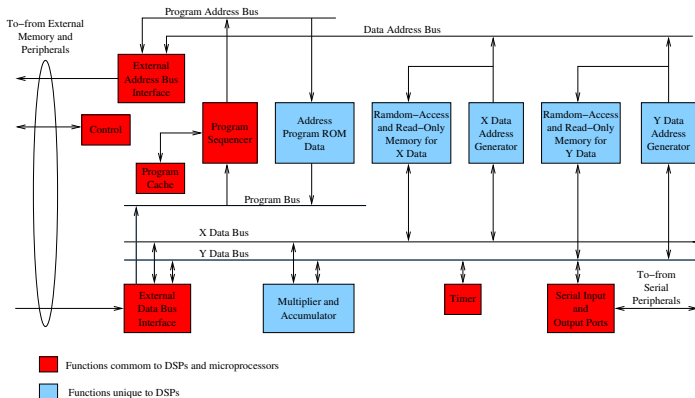 Program Address Bus
To-from External
Memory and
Peripherals
Data Address Bus
External
Address Bus
Interface
Control
Program
Sequencer
Address
Program ROM
Data
Ramdom-Access
and Read-Only
Memory for
X Data
X Data
Address
Generator
Ramdom-Access
and Read-Only
Memory for
Y Data
Y Data
Address
Generator
Program
Cache
Program Bus
X Data Bus
Y Data Bus
External
Data Bus
Interface
Multiplier and
Accumulator
Timer
Serial Input
and
Output Ports
To-from
Serial
Peripherals
Functions commom to DSPs and microprocessors
Functions unique to DSPs